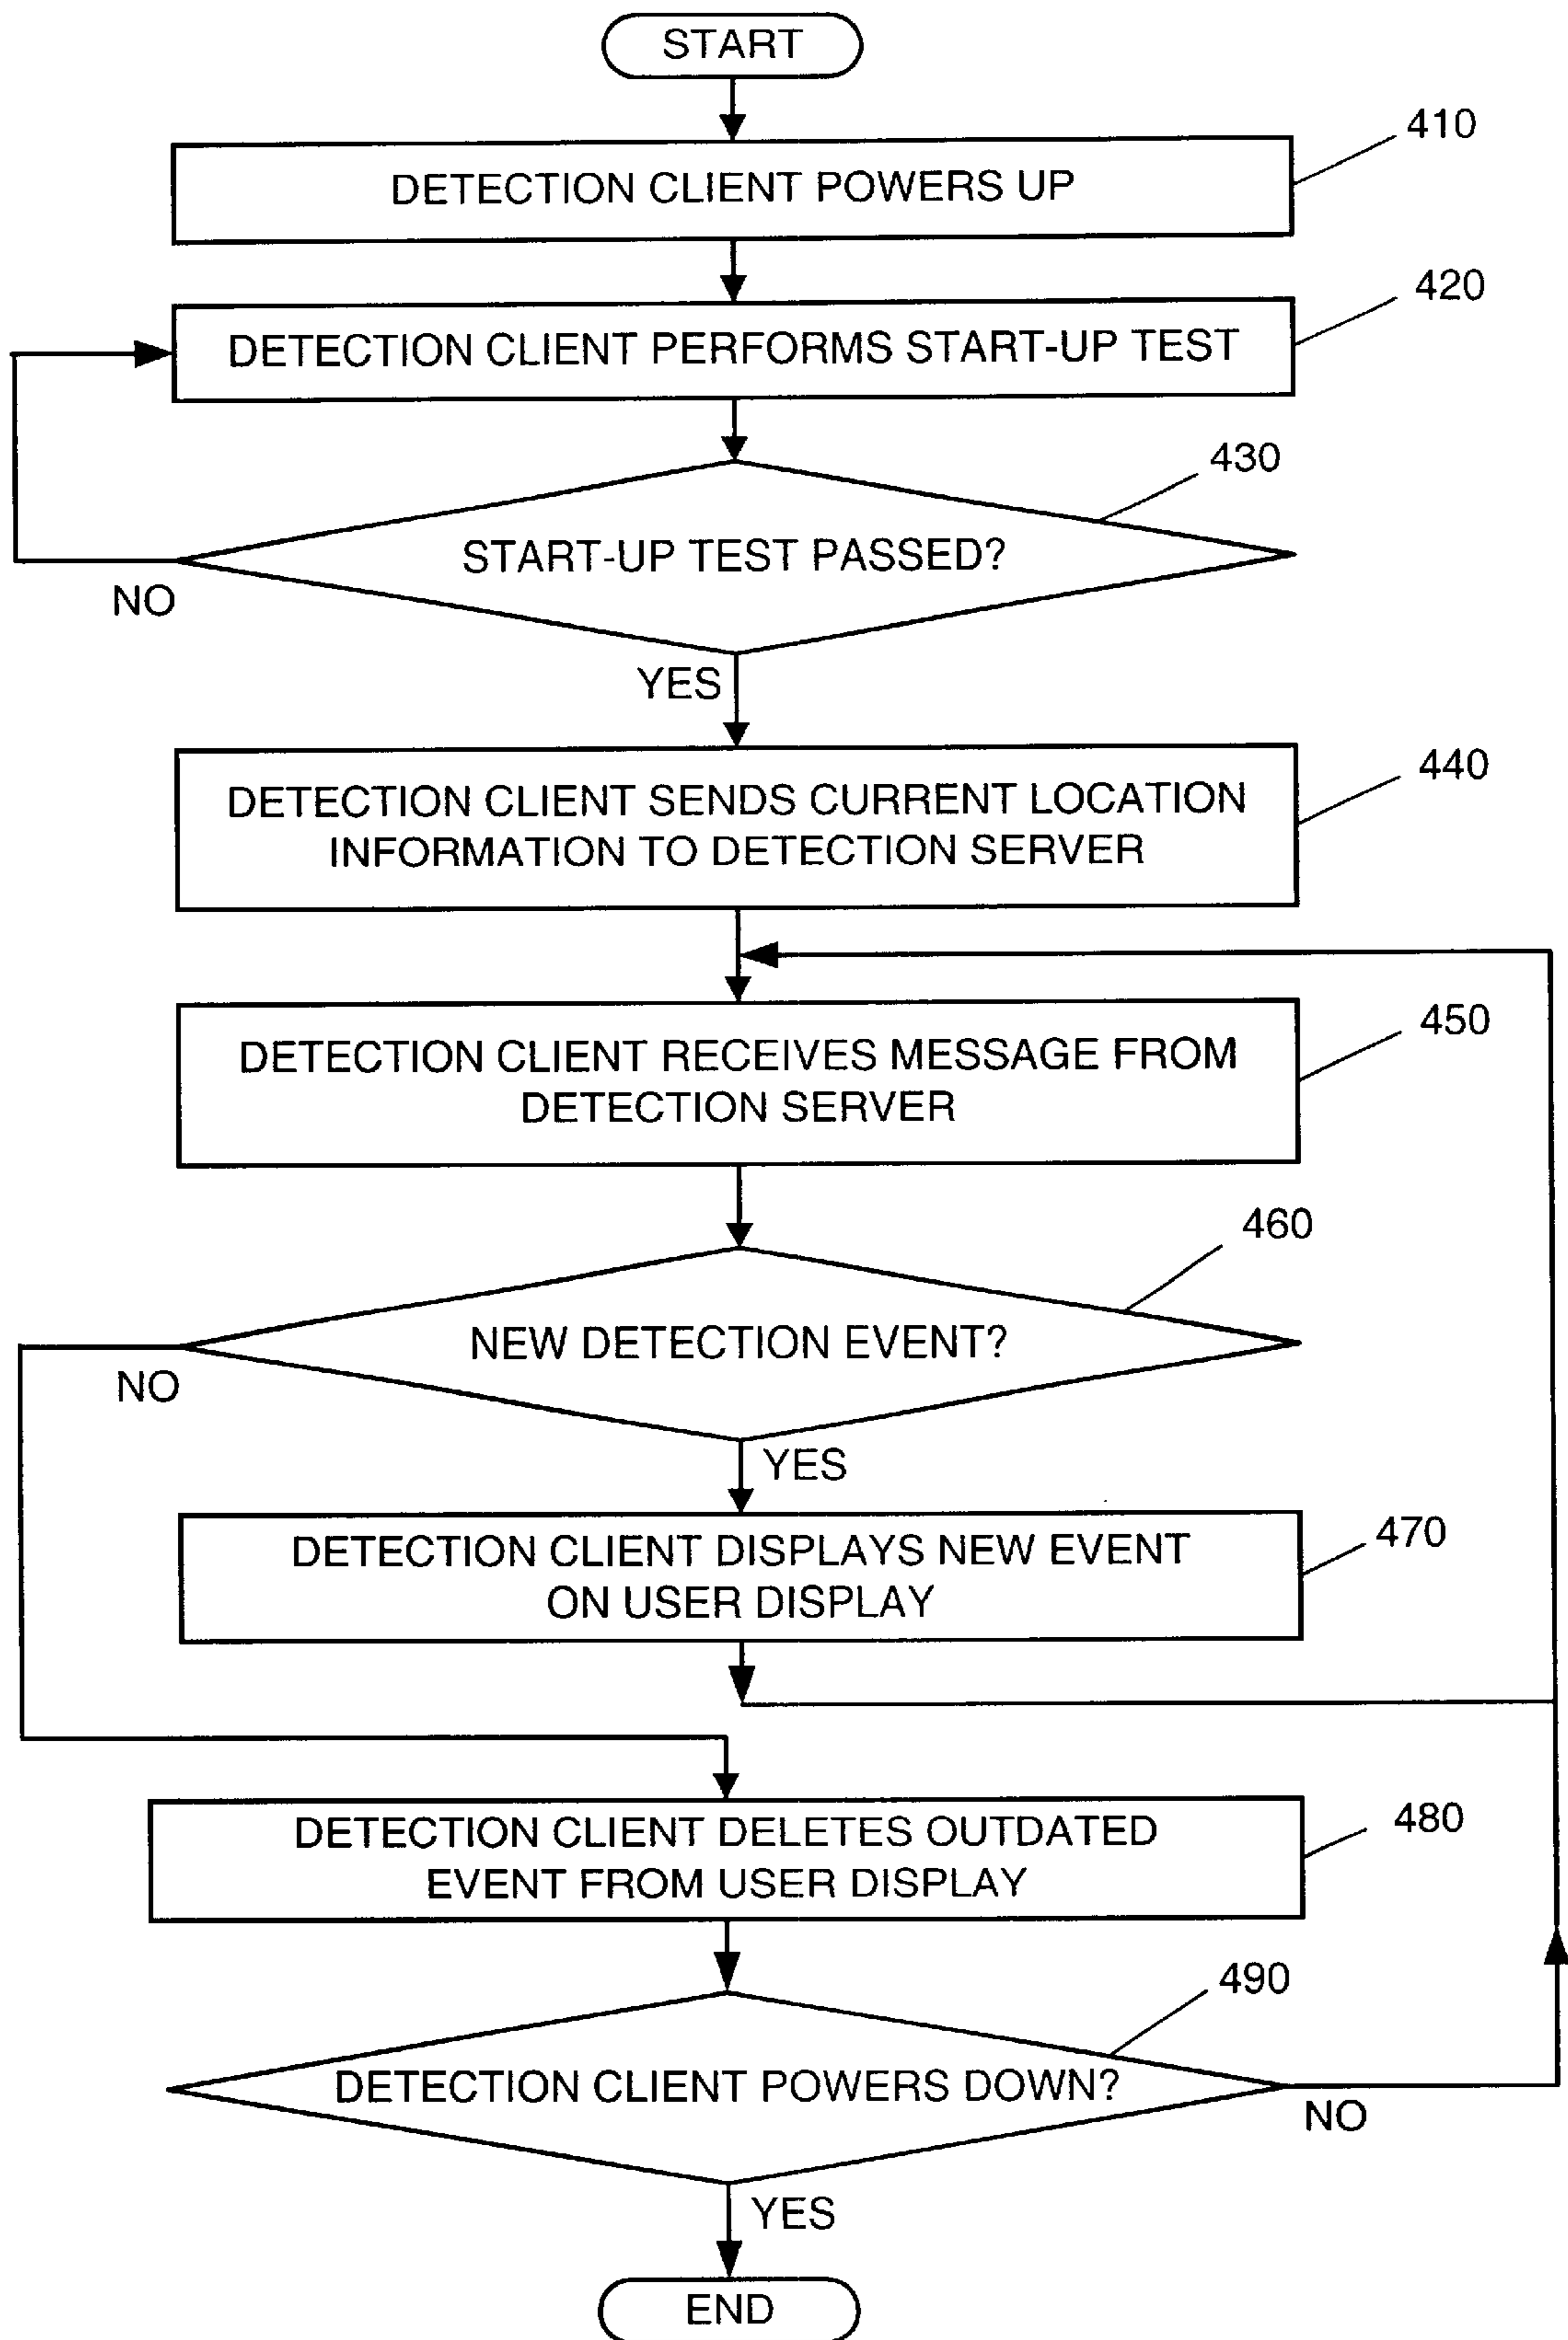 START
410
DETECTION CLIENT POWERS UP
420
DETECTION CLIENT PERFORMS START-UP TEST
430
START-UP TEST PASSED?
NO
YES
440
DETECTION CLIENT SENDS CURRENT LOCATION
INFORMATION TO DETECTION SERVER
450
DETECTION CLIENT RECEIVES MESSAGE FROM
DETECTION SERVER
460
NEW DETECTION EVENT?
NO
YES
470
DETECTION CLIENT DISPLAYS NEW EVENT
ON USER DISPLAY
480
DETECTION CLIENT DELETES OUTDATED
EVENT FROM USER DISPLAY
490
DETECTION CLIENT POWERS DOWN?
NO
YES
END